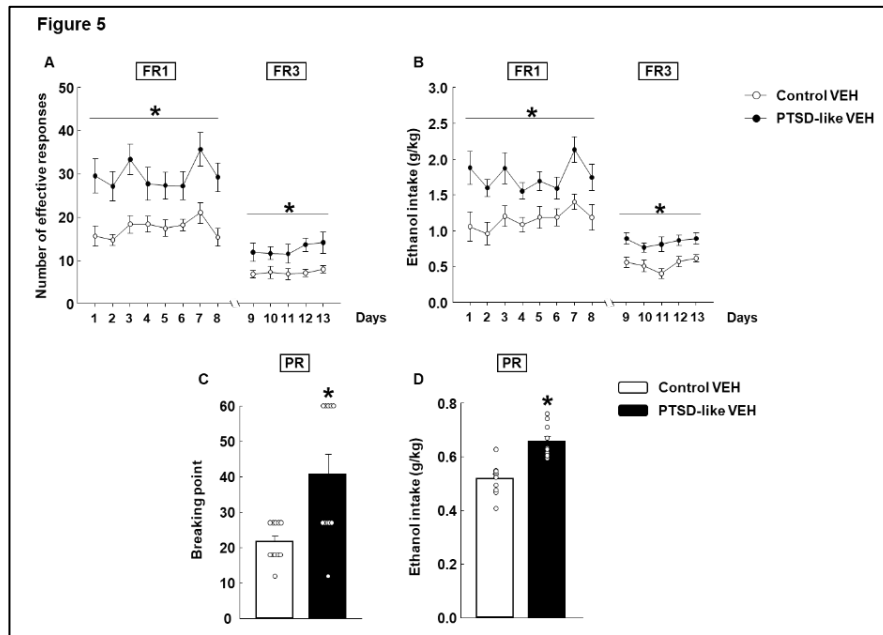 Figure 5
A
FR1
FR3
Number of effective responses
50
40
30
20
10
0
*
*
1 2 3 4 5 6 7 8 9 10 11 12 13 Days
B
FR1
FR3
Ethanol intake (g/kg)
3.0
2.5
2.0
1.5
1.0
0.5
0.0
*
*
1 2 3 4 5 6 7 8 9 10 11 12 13 Days
Control VEH
PTSD-like VEH
C
PR
Breaking point
60
50
40
30
20
10
0
*
D
PR
Ethanol intake (g/kg)
0.8
0.6
0.4
0.2
0.0
*
Control VEH
PTSD-like VEH